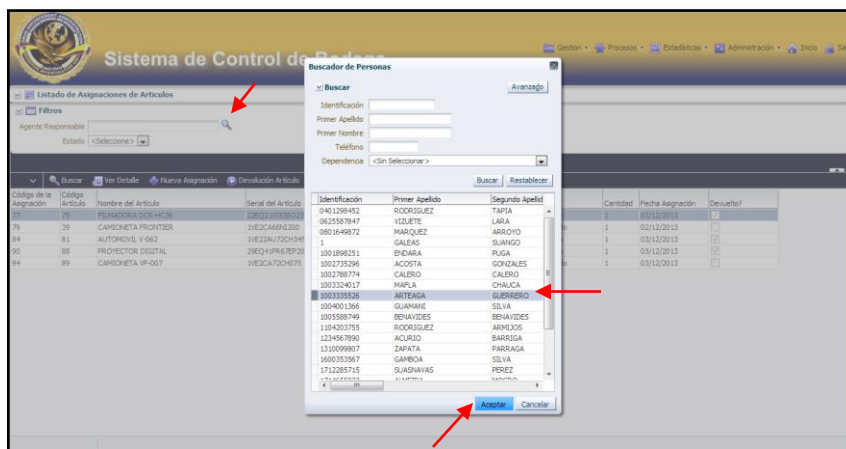 Sistema de Control de Bodega
Gestion
Procesos
Estadísticas
Administración
Inicio
Listado de Asignaciones de Articulos
Filtros
Agente Responsable
Estado <Seleccione>
Buscar Ver Detalle Nueva Asignación Devolución Artículo
Código de la Asignación Código Artículo Nombre del Artículo Serial del Artículo Cantidad Fecha Asignación Devuelto?
77 75 FILMADORA DCR-HC36 1 02/12/2013
79 39 CAMIONETA FRONTIER 1 02/12/2013
84 81 AUTOMOVIL V-062 1 03/12/2013
90 88 PROYECTOR DIGITAL 1 03/12/2013
94 89 CAMIONETA VP-007 1VE2CA72CH075 1 03/12/2013
Buscador de Personas
Buscar Avanzado
Identificación
Primer Apellido
Primer Nombre
Teléfono
Dependencia <Sin Seleccionar>
Buscar Restablecer
Identificación Primer Apellido Segundo Apellid
0401298452 RODRIGUEZ TAPIA
0625587847 VIZUETE LARA
0801649872 MARQUEZ ARROYO
1 GALEAS SUANGO
1001898251 ENDARA PUGA
1002735296 ACOSTA GONZALES
1002788774 CALERO CALERO
1003324017 MAFLA CHAUCA
1003335526 ARTEAGA GUERRERO
1004001366 GUAMANI SILVA
1005588749 BENAVIDES BENAVIDES
1104203755 RODRIGUEZ ARMIJOS
1234567890 ACURIO BARRIGA
1310099807 ZAPATA PARRAGA
1600353567 GAMBOA SILVA
1712285715 SUASNAVAS PEREZ
Aceptar Cancelar